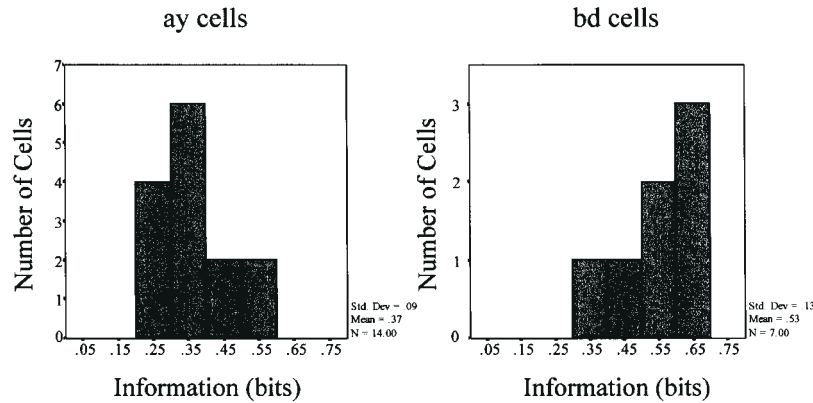 ay cells
Number of Cells
7
6
5
4
3
2
1
0
.05 .15 .25 .35 .45 .55 .65 .75
Information (bits)
Std. Dev = .09
Mean = .37
N = 14.00
bd cells
Number of Cells
3
2
1
0
.05 .15 .25 .35 .45 .55 .65 .75
Information (bits)
Std. Dev = .13
Mean = .53
N = 7.00